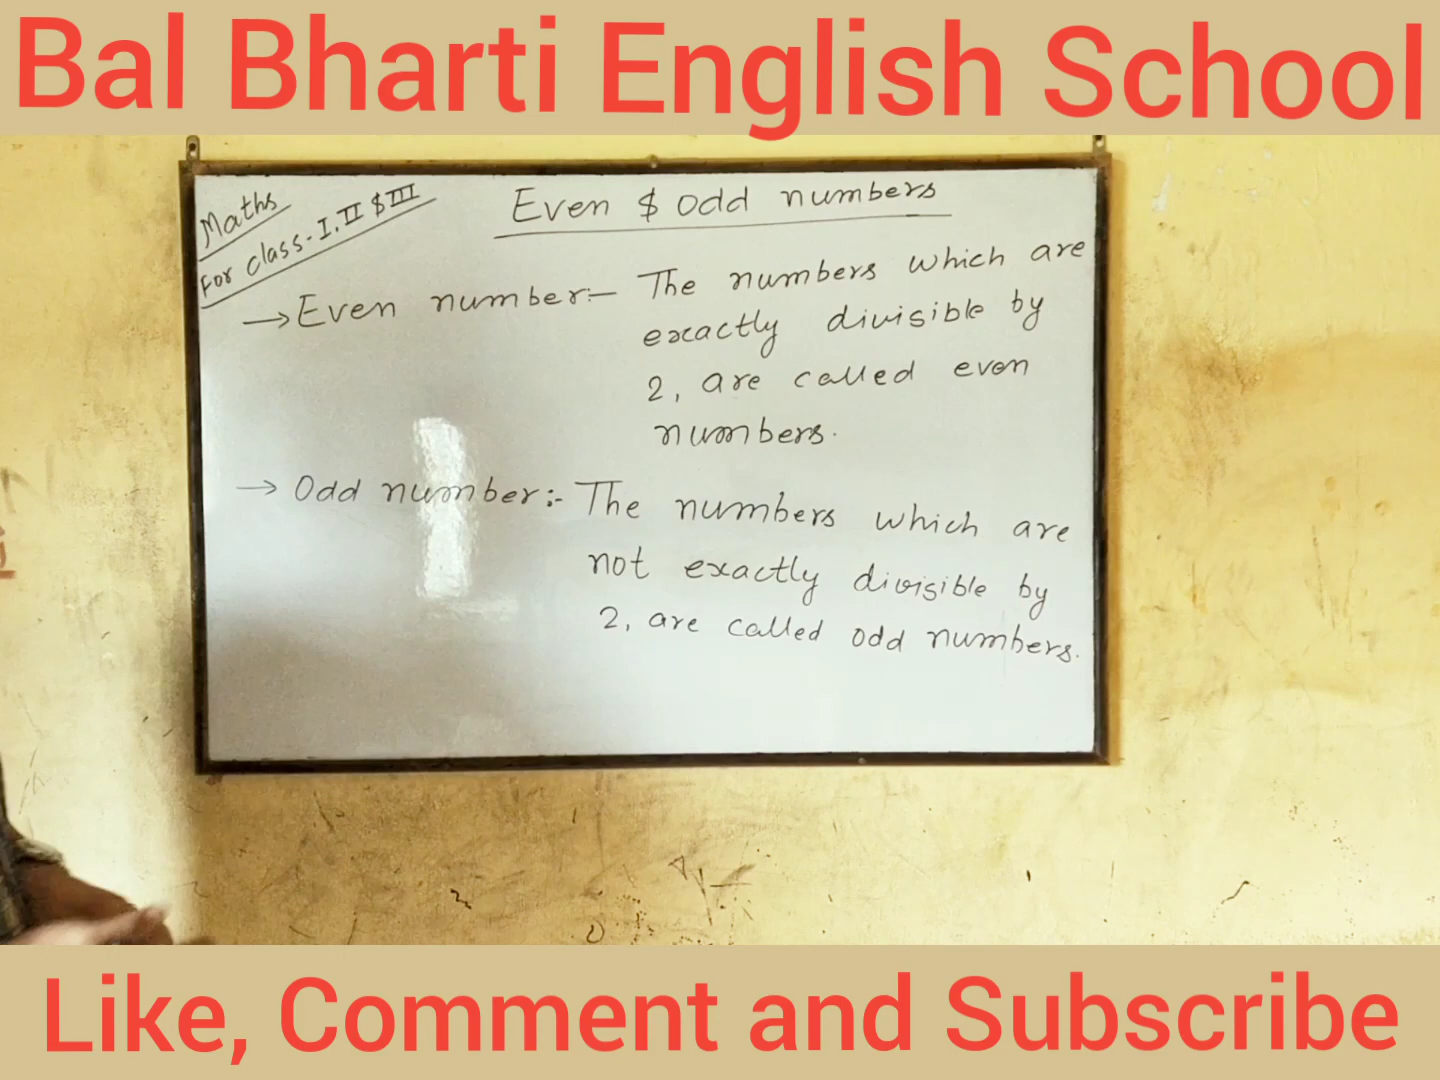 Bal Bharti English School
Maths
For class-I, II $ III
Even $ odd numbers
→ Even number:- The numbers which are
exactly divisible by
2, are called even
numbers.
→ Odd number:- The numbers which are
not exactly divisible by
2, are called odd numbers.
Like, Comment and Subscribe